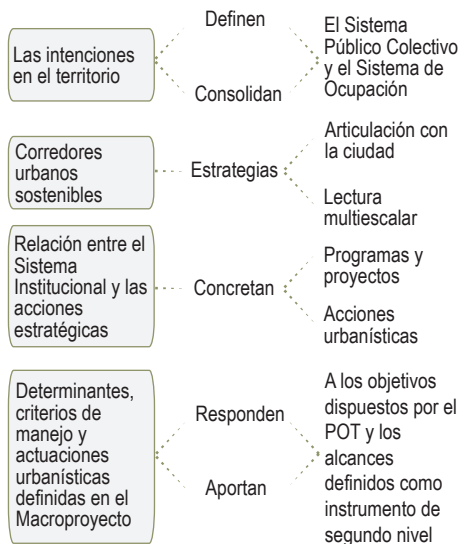 Las intenciones
en el territorio
Definen
Consolidan
El Sistema
Público Colectivo
y el Sistema de
Ocupación
Corredores
urbanos
sostenibles
Estrategias
Articulación con
la ciudad
Lectura
multiescalar
Relación entre el
Sistema
Institucional y las
acciones
estratégicas
Concretan
Programas y
proyectos
Acciones
urbanísticas
Determinantes,
criterios de
manejo y
actuaciones
urbanísticas
definidas en el
Macroproyecto
Responden
Aportan
A los objetivos
dispuestos por el
POT y los
alcances
definidos como
instrumento de
segundo nivel